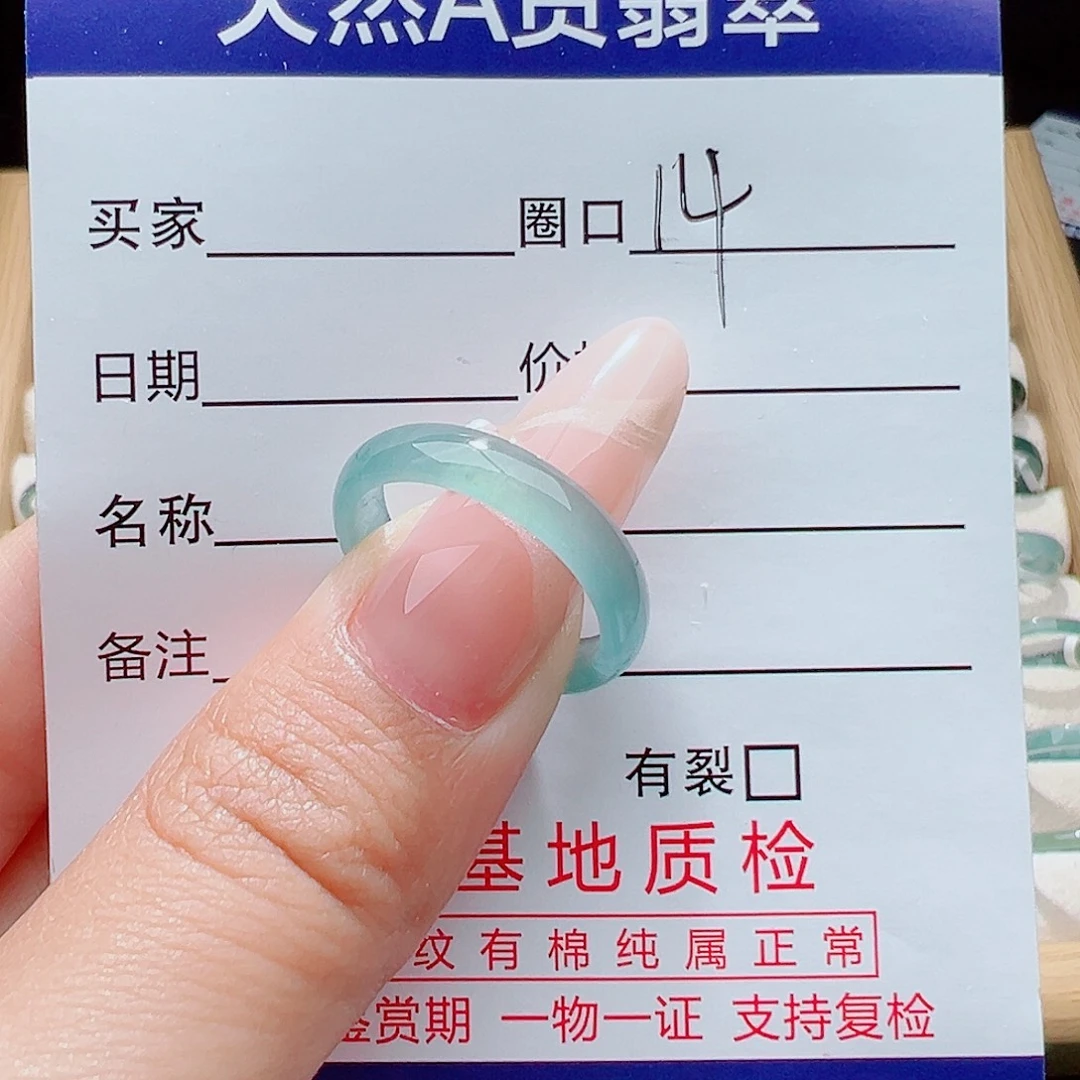 天然A货翡翠
买家 圈口 14
日期 价
名称
备注
有裂
基地质检
纹有棉纯属正常
鉴赏期 一物一证 支持复检